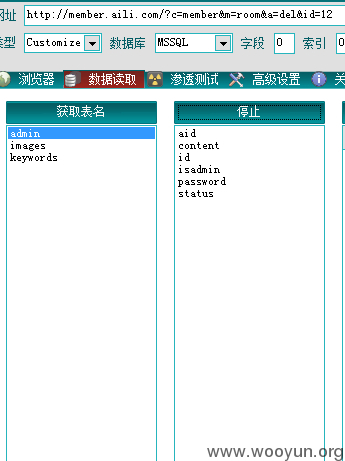 网址 http://member.aili.com/?c=member&m=room&a=del&id=12
类型 Customize 数据库 MSSQL 字段 0 索引 0
浏览器 数据读取 渗透测试 高级设置 关
获取表名 停止
admin
images
keywords
aid
content
id
isadmin
password
status
www.wooyun.org